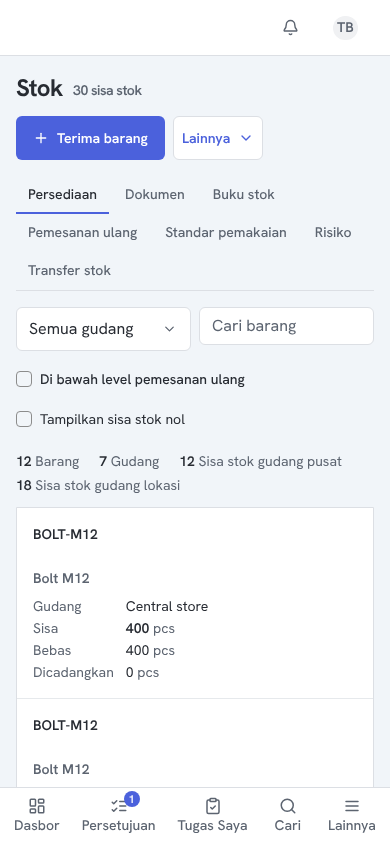 TB
Stok 30 sisa stok
Terima barang Lainnya
Persediaan Dokumen Buku stok
Pemesanan ulang Standar pemakaian Risiko
Transfer stok
Semua gudang Cari barang
Di bawah level pemesanan ulang
Tampilkan sisa stok nol
12 Barang 7 Gudang 12 Sisa stok gudang pusat
18 Sisa stok gudang lokasi
BOLT-M12
Bolt M12
Gudang Central store
Sisa 400 pcs
Bebas 400 pcs
Dicadangkan 0 pcs
BOLT-M12
Bolt M12
1
Dasbor Persetujuan Tugas Saya Cari Lainnya